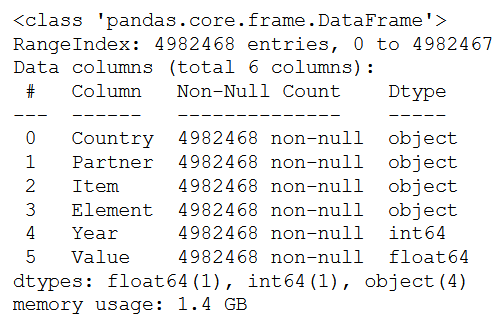 <class 'pandas.core.frame.DataFrame'>
RangeIndex: 4982468 entries, 0 to 4982467
Data columns (total 6 columns):
 #   Column   Non-Null Count    Dtype
---  ------   --------------    -----
 0   Country  4982468 non-null  object
 1   Partner  4982468 non-null  object
 2   Item     4982468 non-null  object
 3   Element  4982468 non-null  object
 4   Year     4982468 non-null  int64
 5   Value    4982468 non-null  float64
dtypes: float64(1), int64(1), object(4)
memory usage: 1.4 GB